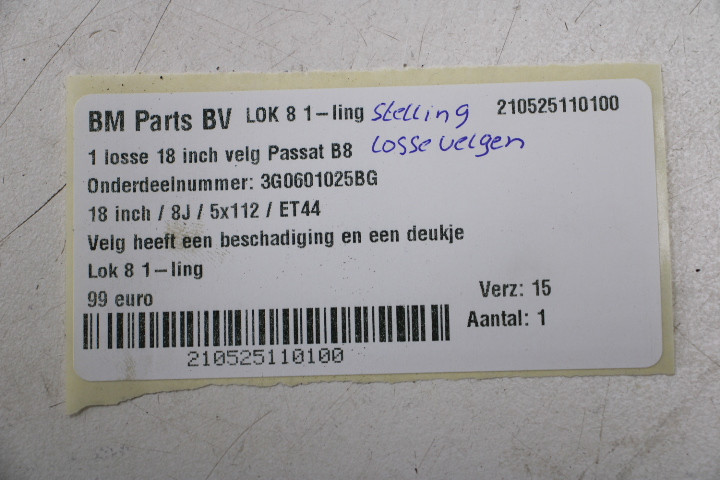 BM Parts BV LOK 8 1-ling Stelling 210525110100
1 losse 18 inch velg Passat B8 Losse velgen
Onderdeelnummer: 3G0601025BG
18 inch / 8J / 5x112 / ET44
Velg heeft een beschadiging en een deukje
Lok 8 1-ling
99 euro Verz: 15
Aantal: 1
210525110100